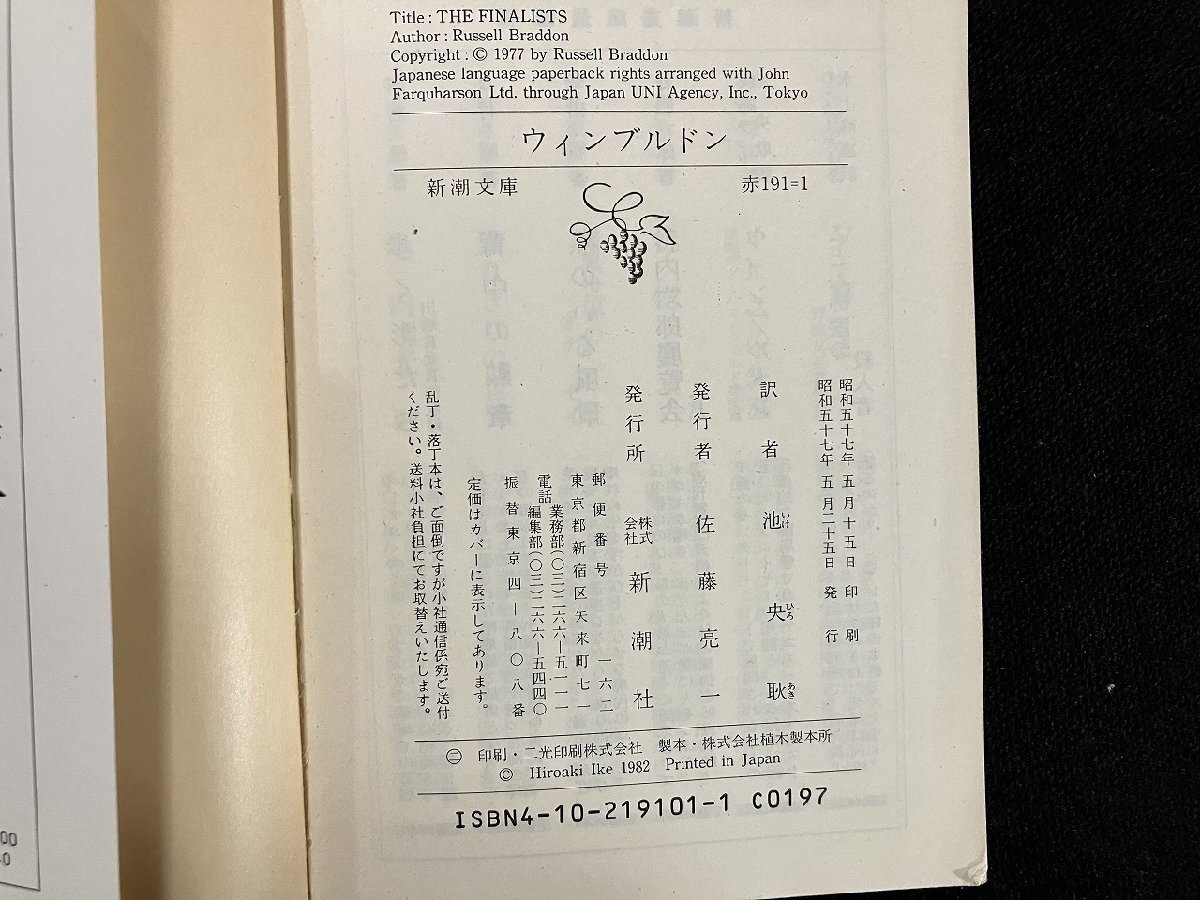 Title: THE FINALISTS
Author: Russell Braddon
Copyright: © 1977 by Russell Braddon
Japanese language paperback rights arranged with John
Farquharson Ltd. through Japan UNI Agency, Inc., Tokyo
ウィンブルドン
新潮文庫 赤191=1
昭和五十七年 五月十五日 印刷
昭和五十七年 五月二十五日 発行
訳者 池央耿
いけ ひろ あき
発行者 佐藤亮一
発行所 株式会社 新潮社
郵便番号 一六二
東京都新宿区矢来町七一
電話 業務部(〇三)二六六—五一一一
編集部(〇三)二六六—五四四〇
振替東京四—八〇八番
定価はカバーに表示してあります。
乱丁・落丁本は、ご面倒ですが小社通信係宛ご送付
ください。送料小社負担にてお取替えいたします。
㊁ 印刷・二光印刷株式会社 製本・株式会社植木製本所
© Hiroaki Ike 1982 Printed in Japan
ISBN4-10-219101-1 C0197